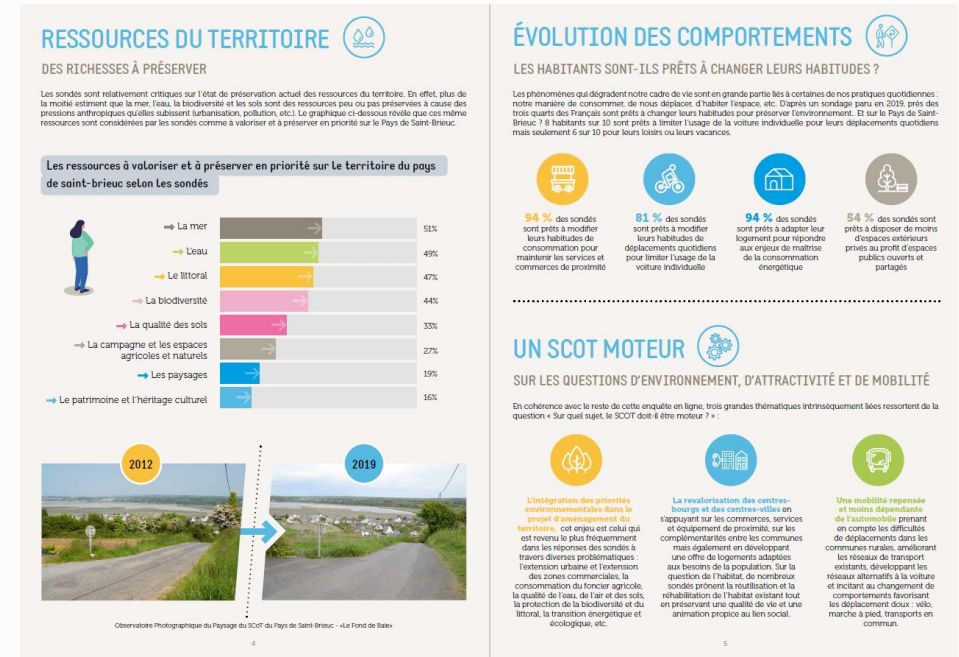 RESSOURCES DU TERRITOIRE
DES RICHESSES À PRÉSERVER
Les sondés sont relativement critiques sur l'état de préservation actuel des ressources du territoire. En effet, plus de
la moitié estiment que la mer, l'eau, la biodiversité et les sols sont des ressources peu ou pas préservées à cause des
pressions anthropiques qu'elles subissent (urbanisation, pollution, etc.). Le graphique ci-dessous révèle que ces même
ressources sont considérées par les sondés comme à valoriser et à préserver en priorité sur le Pays de Saint-Brieuc.
Les ressources à valoriser et à préserver en priorité sur le territoire du pays
de saint-brieuc selon les sondés
La mer 51%
L'eau 49%
Le littoral 47%
La biodiversité 44%
La qualité des sols 33%
La campagne et les espaces
agricoles et naturels 27%
Les paysages 19%
Le patrimoine et l'héritage culturel 16%
2012
2019
Observatoire Photographique du Paysage du SCoT du Pays de Saint-Brieuc - «Le Fond de Baie»
4
ÉVOLUTION DES COMPORTEMENTS
LES HABITANTS SONT-ILS PRÊTS À CHANGER LEURS HABITUDES ?
Les phénomènes qui dégradent notre cadre de vie sont en grande partie liés à certaines de nos pratiques quotidiennes :
notre manière de consommer, de nous déplacer, d'habiter l'espace, etc. D'après un sondage paru en 2019, près des
trois quarts des Français sont prêts à changer leurs habitudes pour préserver l'environnement.. Et sur le Pays de Saint-
Brieuc ? 8 habitants sur 10 sont prêts à limiter l'usage de la voiture individuelle pour leurs déplacements quotidiens
mais seulement 6 sur 10 pour leurs loisirs ou leurs vacances.
94 % des sondés
sont prêts à modifier
leurs habitudes de
consommation pour
maintenir les services et
commerces de proximité
81 % des sondés
sont prêts à modifier
leurs habitudes de
déplacements quotidiens
pour limiter l'usage de la
voiture individuelle
94 % des sondés
sont prêts à adapter leur
logement pour répondre
aux enjeux de maîtrise
de la consommation
énergétique
54 % des sondés sont
prêts à disposer de moins
d'espaces extérieurs
privés au profit d'espaces
publics ouverts et
partagés
UN SCOT MOTEUR
SUR LES QUESTIONS D'ENVIRONNEMENT, D'ATTRACTIVITÉ ET DE MOBILITÉ
En cohérence avec le reste de cette enquête en ligne, trois grandes thématiques intrinsèquement liées ressortent de la
question « Sur quel sujet, le SCOT doit-il être moteur ? » :
L'intégration des priorités
environnementales dans le
projet d'aménagement du
territoire, cet enjeu est celui qui
est revenu le plus fréquemment
dans les réponses des sondés à
travers diverses problématiques :
l'extension urbaine et l'extension
des zones commerciales, la
consommation du foncier agricole,
la qualité de l'eau, de l'air et des sols,
la protection de la biodiversité et du
littoral, la transition énergétique et
écologique, etc.
La revalorisation des centres-
bourgs et des centres-villes en
s'appuyant sur les commerces, services
et équipement de proximité, sur les
complémentarités entre les communes
mais également en développant
une offre de logements adaptés
aux besoins de la population. Sur la
question de l'habitat, de nombreux
sondés prônent la réutilisation et la
réhabilitation de l'habitat existant tout
en préservant une qualité de vie et une
animation propice au lien social.
Une mobilité repensée
et moins dépendante
de l'automobile prenant
en compte les difficultés
de déplacements dans les
communes rurales, améliorant
les réseaux de transport
existants, développant les
réseaux alternatifs à la voiture
et incitant au changement de
comportements favorisant
les déplacement doux : vélo,
marche à pied, transports en
commun.
5